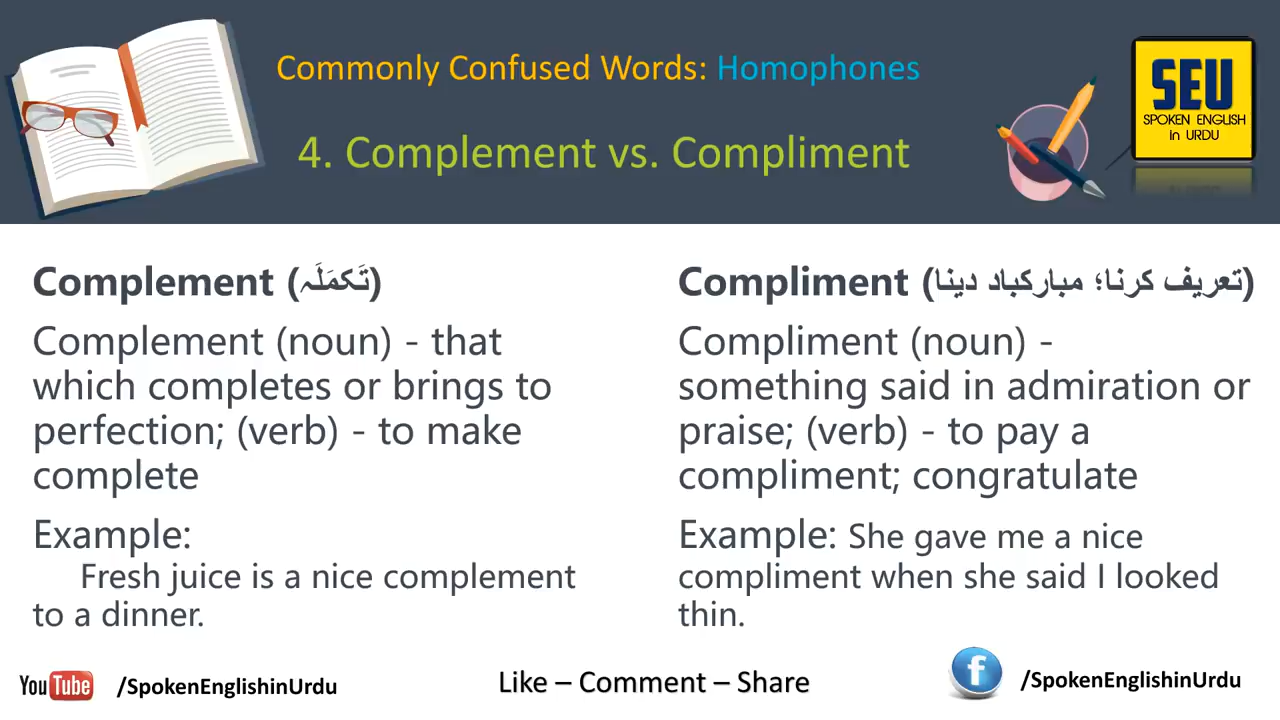 Commonly Confused Words: Homophones
4. Complement vs. Compliment
SEU
SPOKEN ENGLISH
in URDU
Complement (تَکمَلَہ)
Complement (noun) - that
which completes or brings to
perfection; (verb) - to make
complete
Example:
Fresh juice is a nice complement
to a dinner.
Compliment (تعریف کرنا؛ مبارکباد دینا)
Compliment (noun) -
something said in admiration or
praise; (verb) - to pay a
compliment; congratulate
Example: She gave me a nice
compliment when she said I looked
thin.
YouTube /SpokenEnglishinUrdu
Like – Comment – Share
f /SpokenEnglishinUrdu